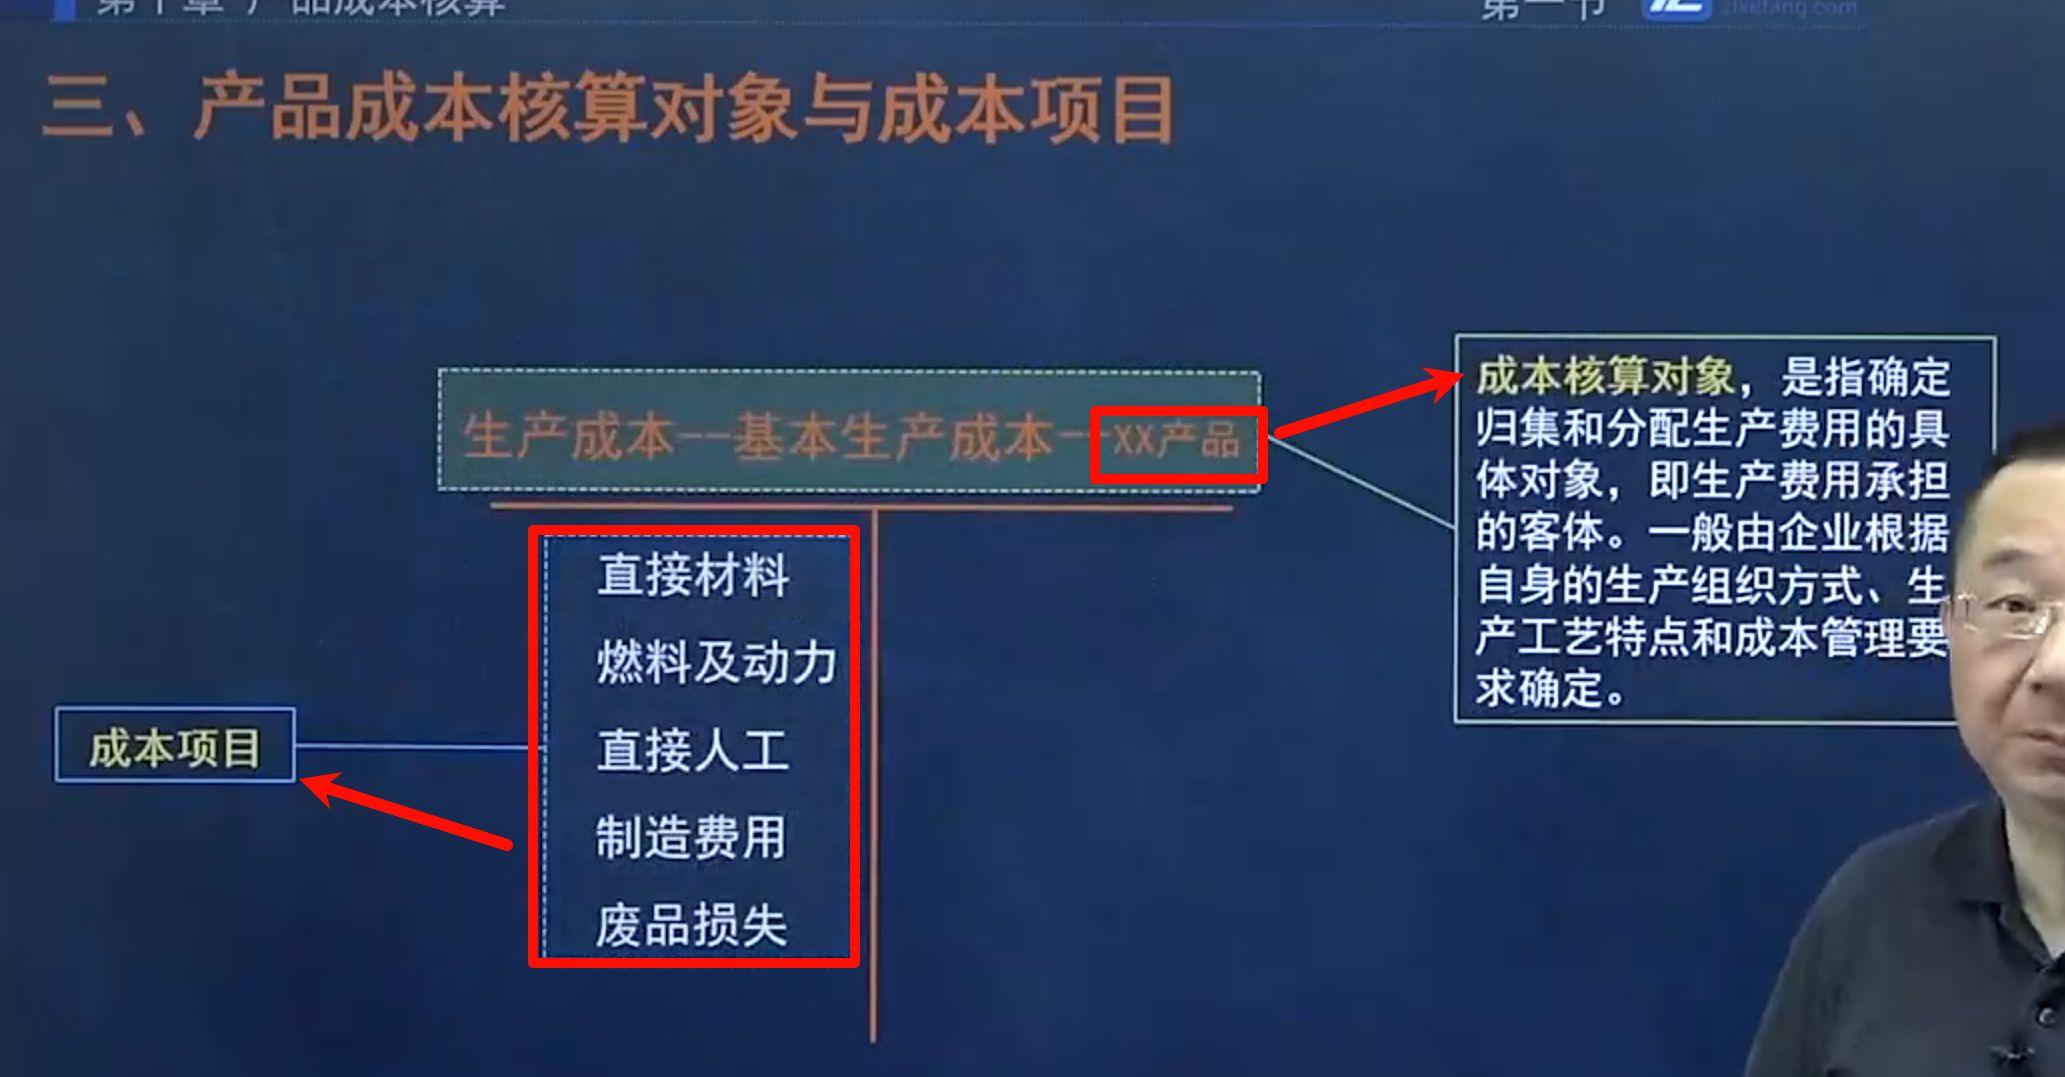 第十章 产品成本核算
第一节
zlketang.com
三、产品成本核算对象与成本项目
生产成本--基本生产成本--XX产品
成本核算对象，是指确定
归集和分配生产费用的具
体对象，即生产费用承担
的客体。一般由企业根据
自身的生产组织方式、生
产工艺特点和成本管理要
求确定。
直接材料
燃料及动力
直接人工
制造费用
废品损失
成本项目